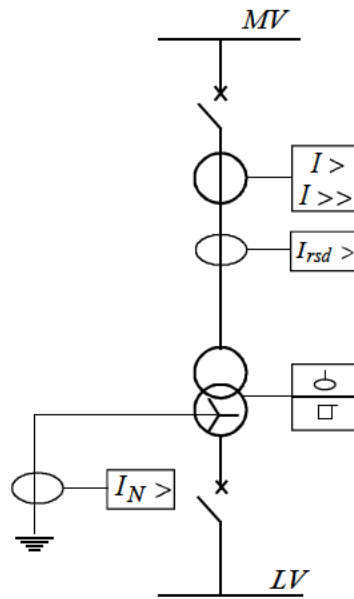 MV
I >
I >>
I_rsd >
I_N >
LV